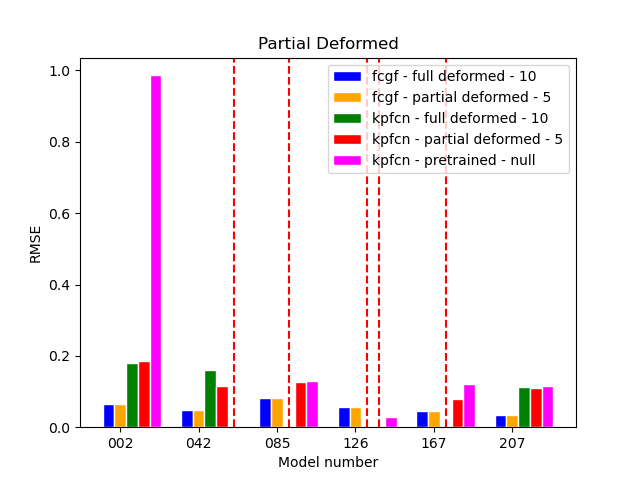 Partial Deformed
fcgf - full deformed - 10
fcgf - partial deformed - 5
kpfcn - full deformed - 10
kpfcn - partial deformed - 5
kpfcn - pretrained - null
1.0
0.8
0.6
0.4
0.2
0.0
RMSE
002 042 085 126 167 207
Model number